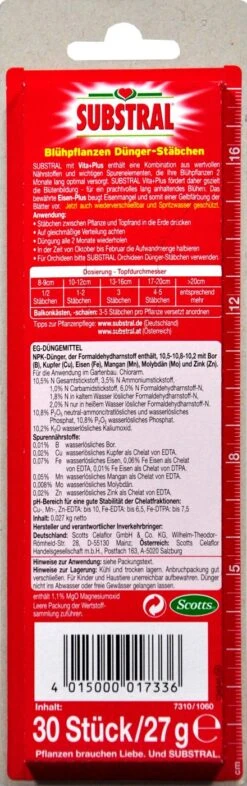 SUBSTRAL®
Blühpflanzen Dünger-Stäbchen
SUBSTRAL mit Vita+Plus enthält eine Kombination aus wertvollen
Nährstoffen und wichtigen Spurenelementen, die Ihre Blühpflanzen 2
Monate lang optimal versorgt. SUBSTRAL Vita+Plus fördert daher gezielt
die Blütenbildung - für ein prachtvolles lang anhaltendes Blühen. Das
bewährte Eisen-Plus beugt Eisenmangel und somit einer Gelbfärbung der
Blätter vor. Jetzt auch wiederverschließbar und Spritzwasser geschützt.
Anwendung:
• Stäbchen zwischen Pflanze und Topfrand in die Erde drücken
• Auf gleichmäßige Verteilung achten
• Düngung alle 2 Monate wiederholen
• In der Zeit von Oktober bis Februar die Aufwandmenge halbieren
• Für Orchideen bitte SUBSTRAL Orchideen Dünger-Stäbchen verwenden.
Dosierung - Topfdurchmesser
8-9cm 10-12cm 13-16cm 17-20cm >20cm
1/2 1-2 3 4-5 entsprechend
Stäbchen Stäbchen Stäbchen Stäbchen mehr
Balkonkästen, -schalen: 3-5 Stäbchen pro Pflanze versetzt anordnen
Tipps zur Pflanzenpflege: www.substral.de (Deutschland)
www.substral.at (Österreich)
EG-DÜNGEMITTEL
NPK-Dünger, der Formaldehydharnstoff enthält, 10,5-10,8-10,2 mit Bor
(B), Kupfer (Cu), Eisen (Fe), Mangan (Mn), Molybdän (Mo) und Zink (Zn).
Für die Anwendung im Gartenbau. Chlorarm.
10,5% N Gesamtstickstoff, 3,5% N Ammoniumstickstoff,
1,0% N Carbamidstickstoff, 6,0% N Formaldehydharnstoff-N,
1,8% N in kaltem Wasser löslicher Formaldehydharnstoff-N,
2,0% N nur in heißem Wasser löslicher Formaldehydharnstoff-N
10,8% P₂O₅ neutral-ammoncitratlösliches und wasserlösliches
Phosphat, 10,8% P₂O₅ wasserlösliches Phosphat.
10,2% K₂O wasserlösliches Kaliumoxid.
Spurennährstoffe:
0,01% B wasserlösliches Bor.
0,02% Cu wasserlösliches Kupfer als Chelat von EDTA.
0,07% Fe wasserlösliches Eisen, 0,06% Fe Eisen als Chelat
von EDTA, 0,01% Fe Eisen als Chelat von DTPA.
0,05% Mn wasserlösliches Mangan als Chelat von EDTA.
0,008% Mo wasserlösliches Molybdän.
0,02% Zn wasserlösliches Zink als Chelat von EDTA.
pH-Bereich für eine gute Stabilität der Chelatfraktionen:
Cu-, Mn-, Zn-EDTA: bis 10, Fe-EDTA: bis 6,5, Fe-DTPA: bis 7,5
Inhalt: 0,027 kg netto
Hersteller und verantwortlicher Inverkehrbringer:
Deutschland: Scotts Celaflor GmbH & Co. KG, Wilhelm-Theodor-
Römheld-Str. 28, D-55130 Mainz, Österreich: Scotts Celaflor
Handelsgesellschaft m.b.H., Postfach 163, A-5020 Salzburg
Hinweise zur Anwendung: siehe Packungstext.
Hinweise zur Lagerung: Kühl und trocken lagern. Anbruchpackung gut
verschließen. Für Kinder und Haustiere unerreichbar aufbewahren. Dünger
nicht ins Abwasser oder freie Gewässer gelangen lassen.
enthält 1,1% MgO Magnesiumoxid
Leere Packung der Wertstoff-
sammlung zuführen.
Scotts
4 015000 017336
Inhalt:
7310/1060
30 Stück/27g e
Pflanzen brauchen Liebe. Und SUBSTRAL.
16
15
5
cm